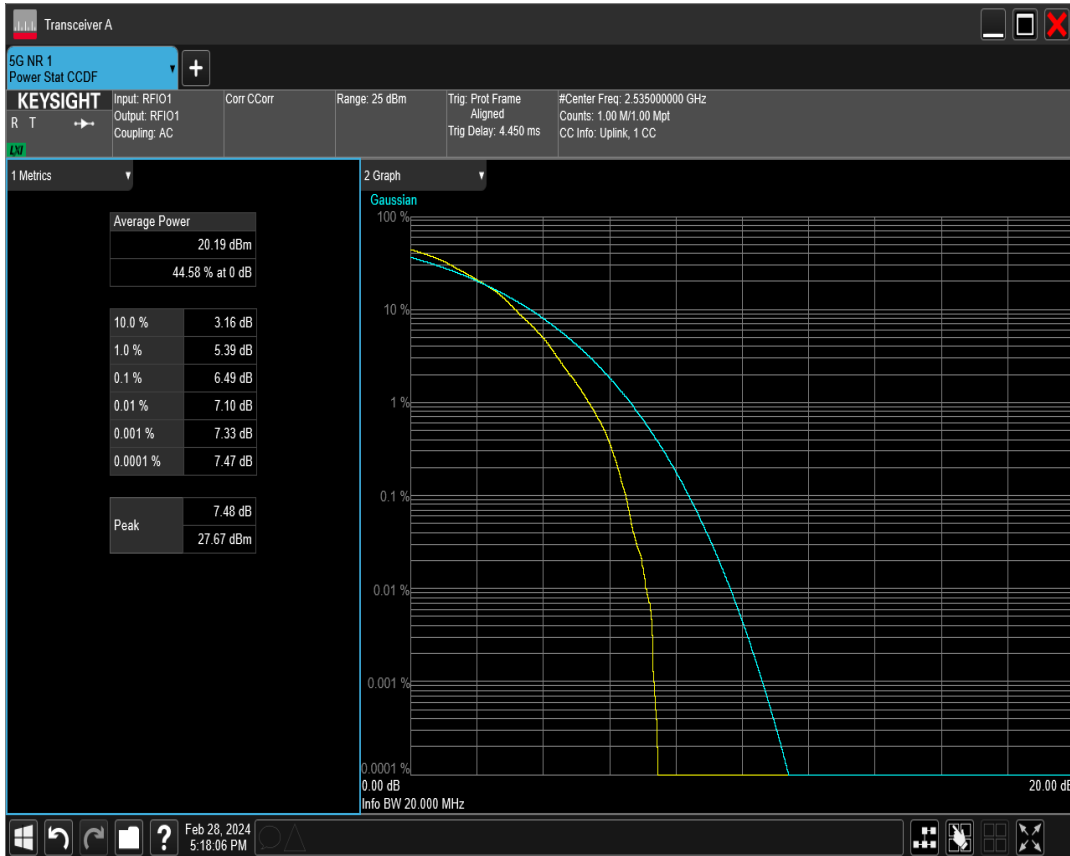 Transceiver A
5G NR 1
Power Stat CCDF
+
KEYSIGHT
R T
LXI
Input: RFIO1
Output: RFIO1
Coupling: AC
Corr CCorr
Range: 25 dBm
Trig: Prot Frame
Aligned
Trig Delay: 4.450 ms
#Center Freq: 2.535000000 GHz
Counts: 1.00 M/1.00 Mpt
CC Info: Uplink, 1 CC
1 Metrics
Average Power
20.19 dBm
44.58 % at 0 dB
10.0 % 3.16 dB
1.0 % 5.39 dB
0.1 % 6.49 dB
0.01 % 7.10 dB
0.001 % 7.33 dB
0.0001 % 7.47 dB
Peak 7.48 dB
27.67 dBm
2 Graph
Gaussian
100 %
10 %
1 %
0.1 %
0.01 %
0.001 %
0.0001 %
0.00 dB 20.00 dB
Info BW 20.000 MHz
?
Feb 28, 2024
5:18:06 PM